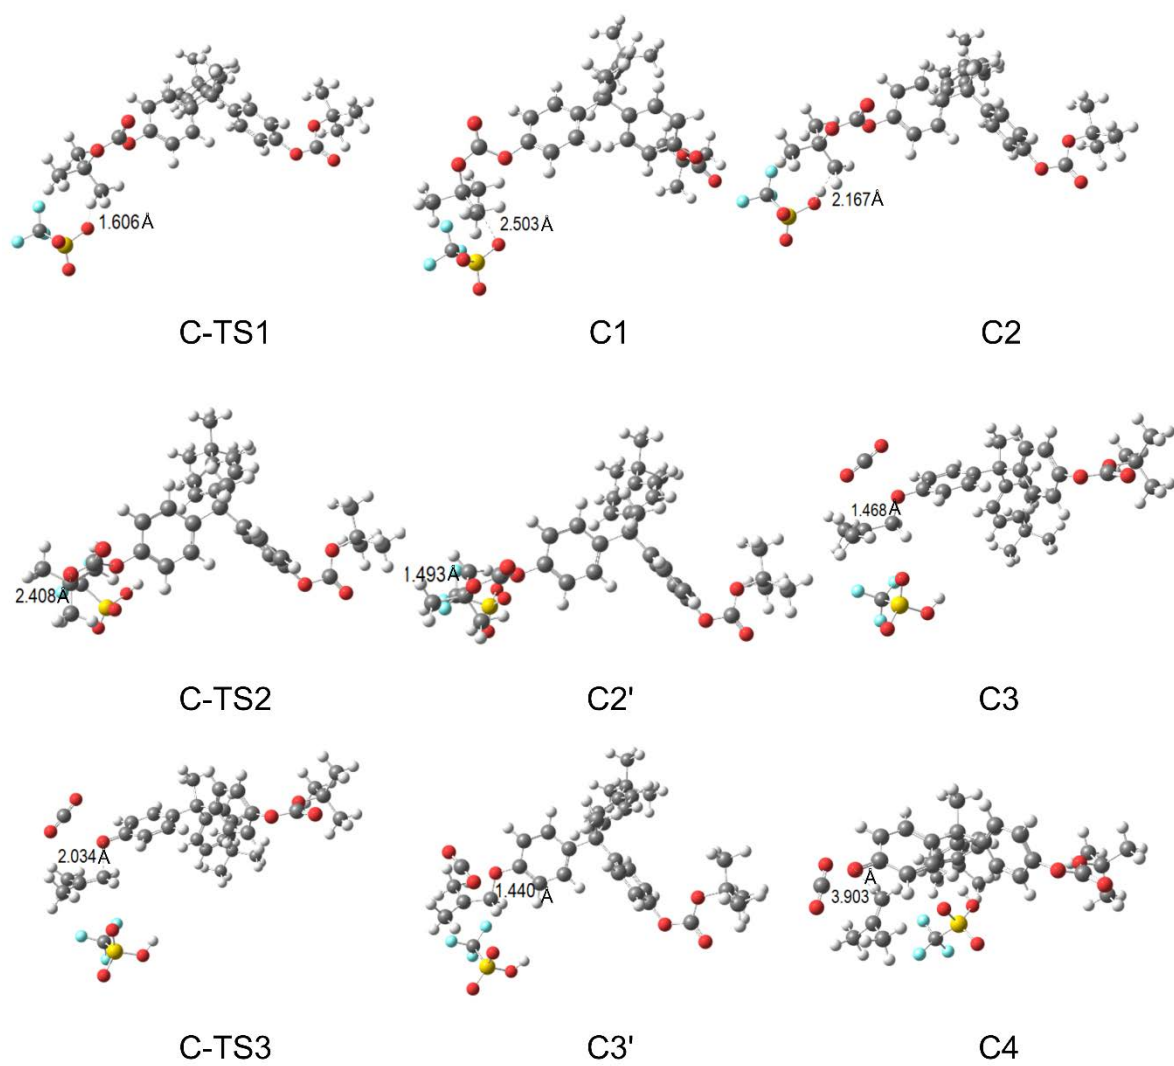 1.606Å
2.503Å
2.167Å
C-TS1
C1
C2
2.408Å
1.493Å
1.468Å
C-TS2
C2'
C3
2.034Å
1.440 Å
Å
3.903
C-TS3
C3'
C4